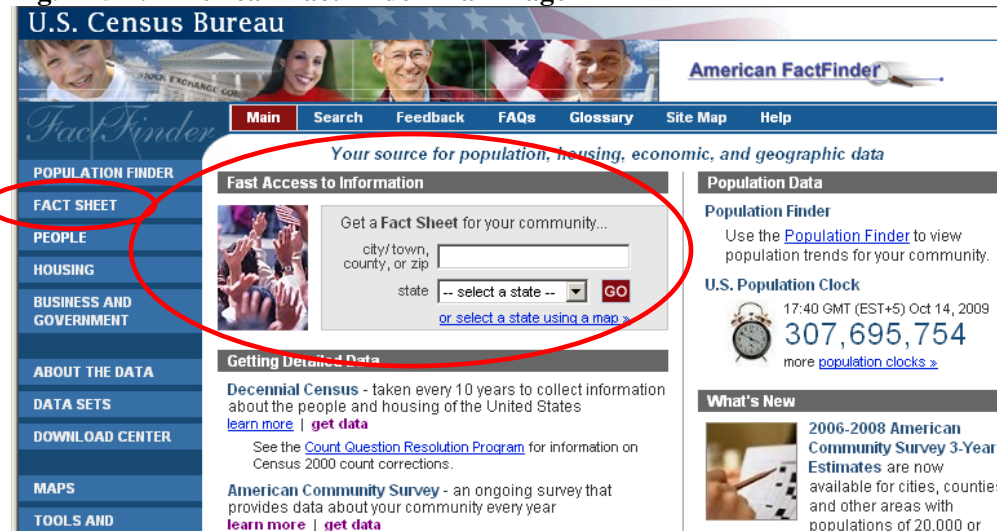 U.S. Census Bureau
STOCK EXCHANGE
American FactFinder
FactFinder
Main Search Feedback FAQs Glossary Site Map Help
Your source for population, housing, economic, and geographic data
POPULATION FINDER
FACT SHEET
PEOPLE
HOUSING
BUSINESS AND
GOVERNMENT
ABOUT THE DATA
DATA SETS
DOWNLOAD CENTER
MAPS
TOOLS AND
Fast Access to Information
Get a Fact Sheet for your community...
city/ town,
county, or zip
state -- select a state -- GO
or select a state using a map »
Getting Detailed Data
Decennial Census - taken every 10 years to collect information
about the people and housing of the United States
learn more | get data
See the Count Question Resolution Program for information on
Census 2000 count corrections.
American Community Survey - an ongoing survey that
provides data about your community every year
learn more | get data
Population Data
Population Finder
Use the Population Finder to view
population trends for your community.
U.S. Population Clock
17:40 GMT (EST+5) Oct 14, 2009
307,695,754
more population clocks »
What's New
2006-2008 American
Community Survey 3-Year
Estimates are now
available for cities, counties
and other areas with
populations of 20,000 or